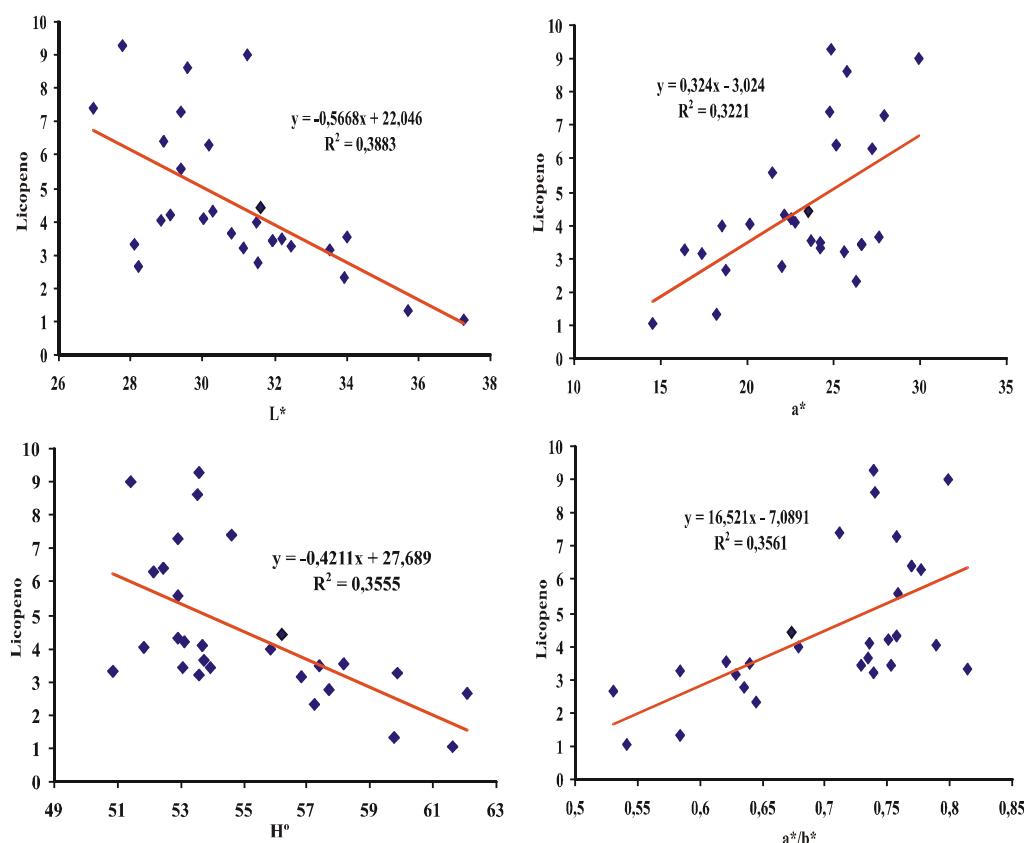 10
9
8
7
6
5
4
3
2
1
0
Licopeno
y = -0,5668x + 22,046
R² = 0,3883
26 28 30 32 34 36 38
L*
10
9
8
7
6
5
4
3
2
1
0
Licopeno
y = 0,324x - 3,024
R² = 0,3221
10 15 20 25 30 35
a*
10
9
8
7
6
5
4
3
2
1
0
Licopeno
y = -0,4211x + 27,689
R² = 0,3555
49 51 53 55 57 59 61 63
Hº
10
9
8
7
6
5
4
3
2
1
0
Licopeno
y = 16,521x - 7,0891
R² = 0,3561
0,5 0,55 0,6 0,65 0,7 0,75 0,8 0,85
a*/b*